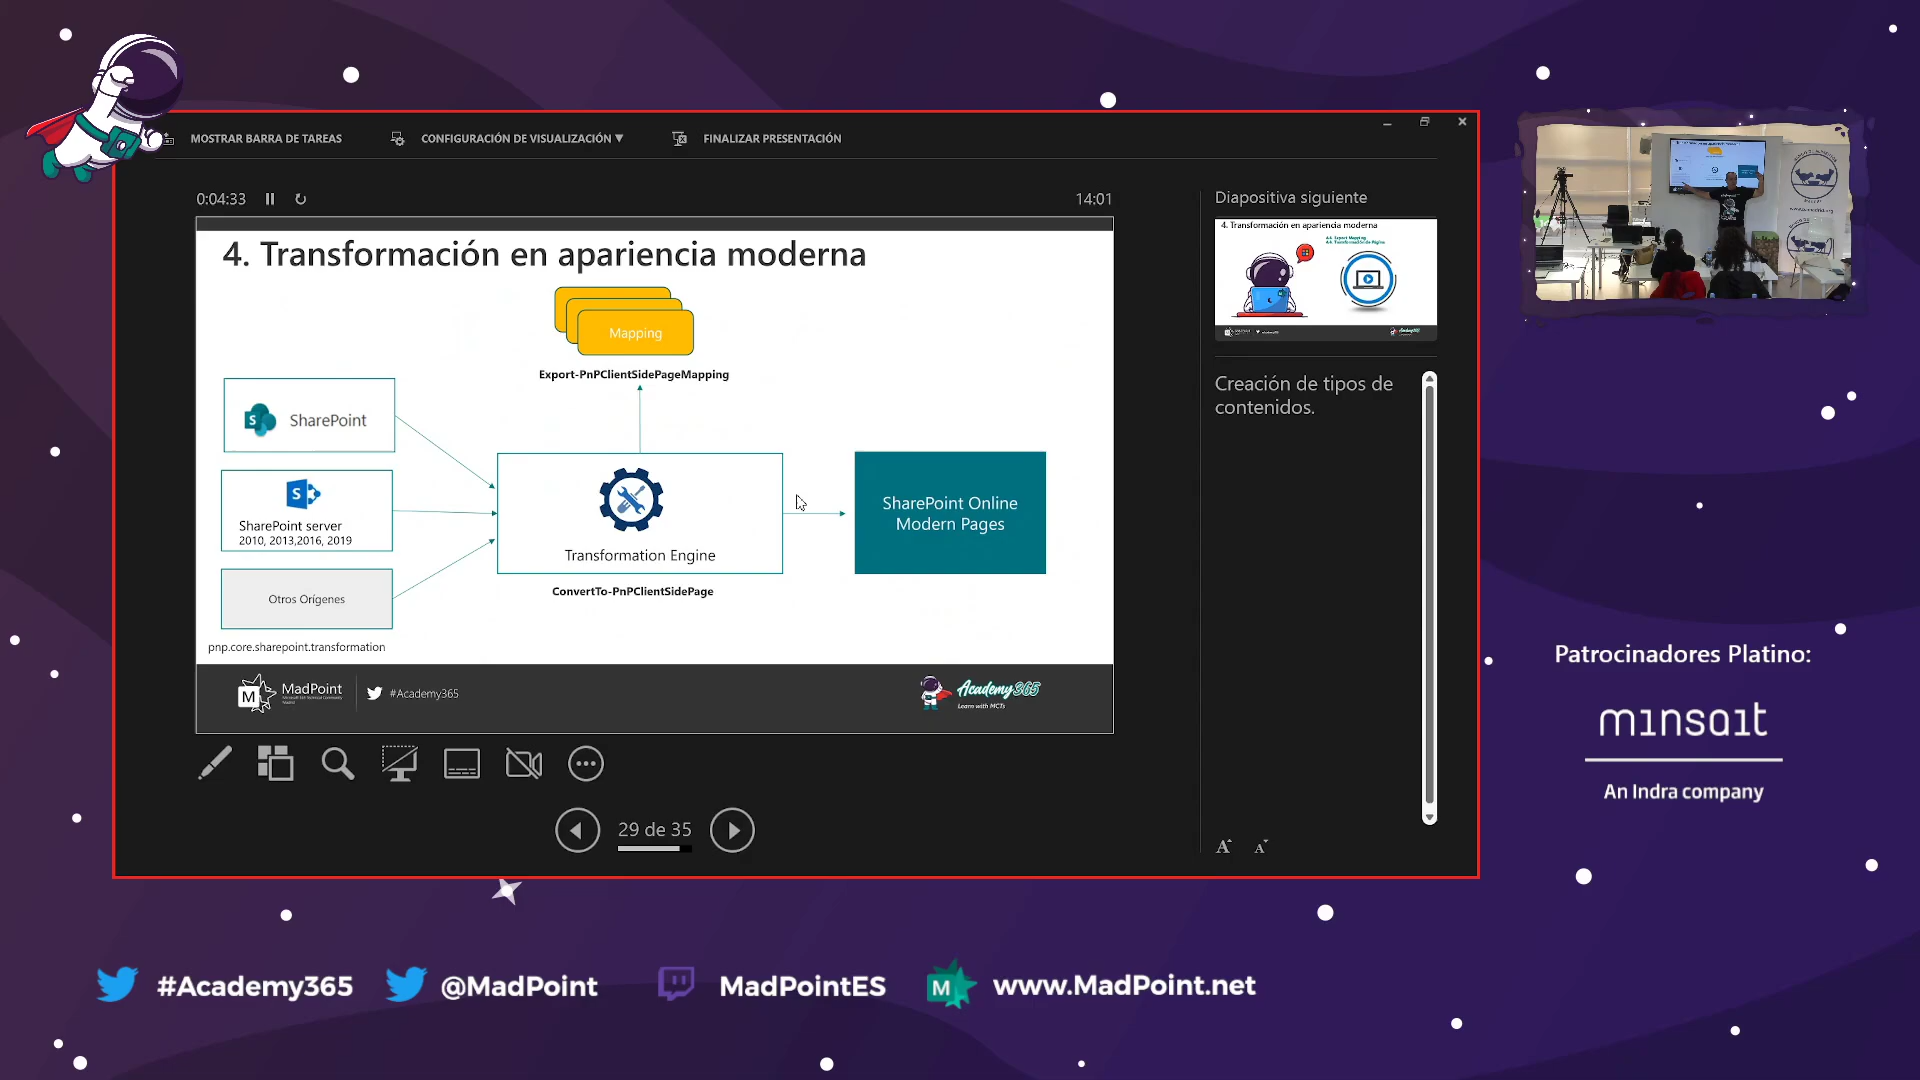 MOSTRAR BARRA DE TAREAS
CONFIGURACIÓN DE VISUALIZACIÓN ▼
FINALIZAR PRESENTACIÓN
0:04:33
14:01
4. Transformación en apariencia moderna
Mapping
Export-PnPClientSidePageMapping
SharePoint
SharePoint server
2010, 2013,2016, 2019
Otros Orígenes
pnp.core.sharepoint.transformation
Transformation Engine
ConvertTo-PnPClientSidePage
SharePoint Online
Modern Pages
MadPoint
#Academy365
Academy365
Learn with MCTs
29 de 35
Diapositiva siguiente
4. Transformación en apariencia moderna
Creación de tipos de
contenidos.
Patrocinadores Platino:
minsait
An Indra company
#Academy365
@MadPoint
MadPointES
www.MadPoint.net